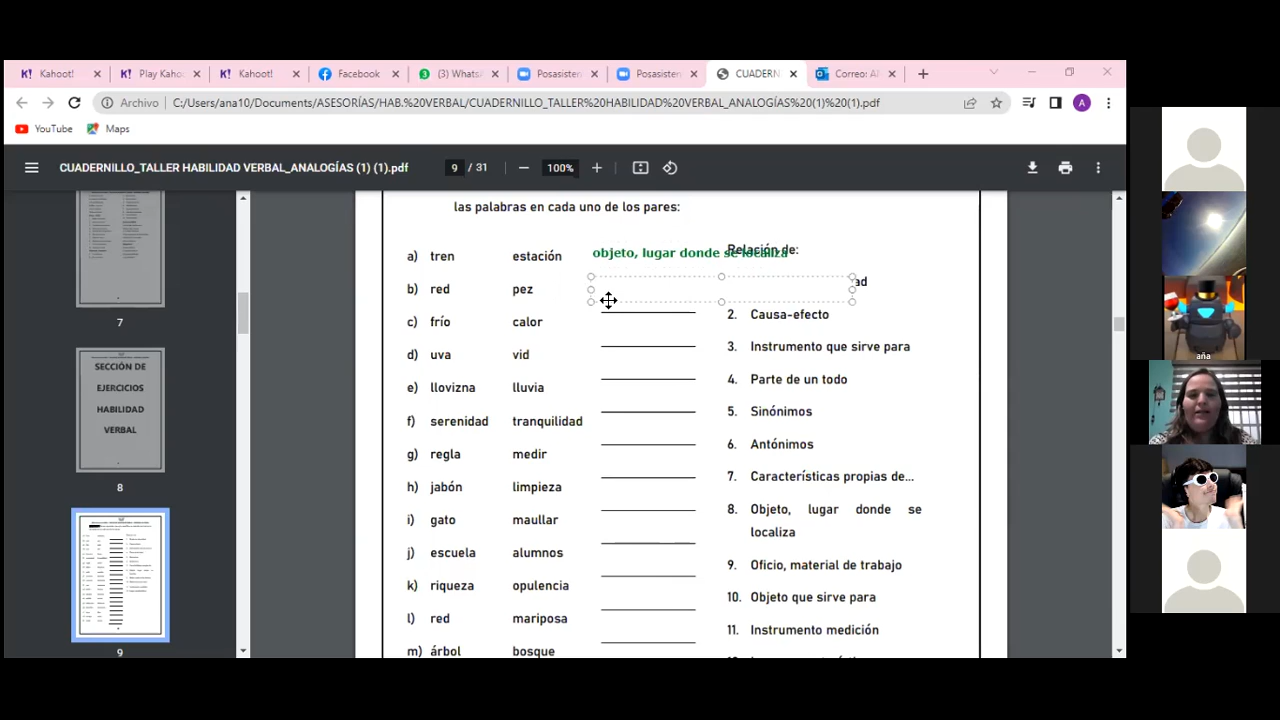 Kahoot!
Play Kaho
Kahoot!
Facebook
(3) Whats
Posasisten
Posasisten
CUADERN
Correo: Al
Archivo C:/Users/ana10/Documents/ASESORÍAS/HAB.%20VERBAL/CUADERNILLO_TALLER%20HABILIDAD%20VERBAL_ANALOGÍAS%20(1)%20(1).pdf
A
YouTube Maps
CUADERNILLO_TALLER HABILIDAD VERBAL_ANALOGÍAS (1) (1).pdf
9 / 31
100%
7
SECCIÓN DE
EJERCICIOS
HABILIDAD
VERBAL
8
9
las palabras en cada uno de los pares:
a) tren estación
b) red pez
c) frío calor
d) uva vid
e) llovizna lluvia
f) serenidad tranquilidad
g) regla medir
h) jabón limpieza
i) gato maullar
j) escuela alumnos
k) riqueza opulencia
l) red mariposa
m) árbol bosque
objeto, lugar donde se localiza
Relación de:
ad
2. Causa-efecto
3. Instrumento que sirve para
4. Parte de un todo
5. Sinónimos
6. Antónimos
7. Características propias de...
8. Objeto, lugar donde se
localiza
9. Oficio, material de trabajo
10. Objeto que sirve para
11. Instrumento medición
aña